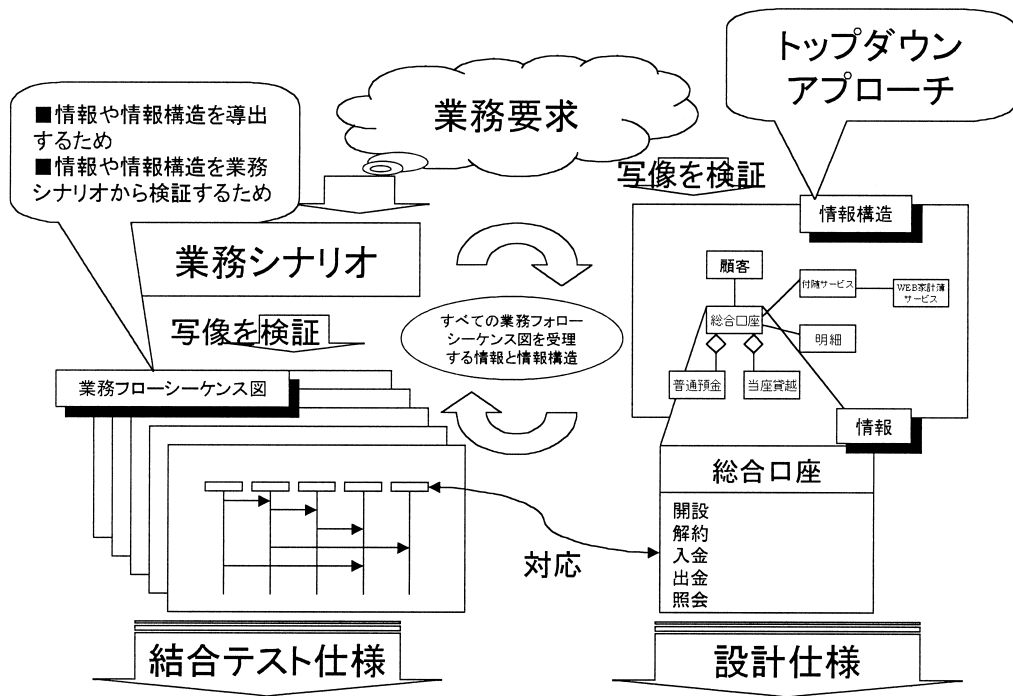 トップダウン
アプローチ
業務要求
■情報や情報構造を導出
するため
■情報や情報構造を業務
シナリオから検証するため
写像を検証
情報構造
業務シナリオ
顧客
付随サービス
WEB家計簿
サービス
総合口座
明細
普通預金
当座貸越
情報
すべての業務フォロー
シーケンス図を受理
する情報と情報構造
写像を検証
業務フローシーケンス図
総合口座
開設
解約
入金
出金
照会
対応
結合テスト仕様
設計仕様